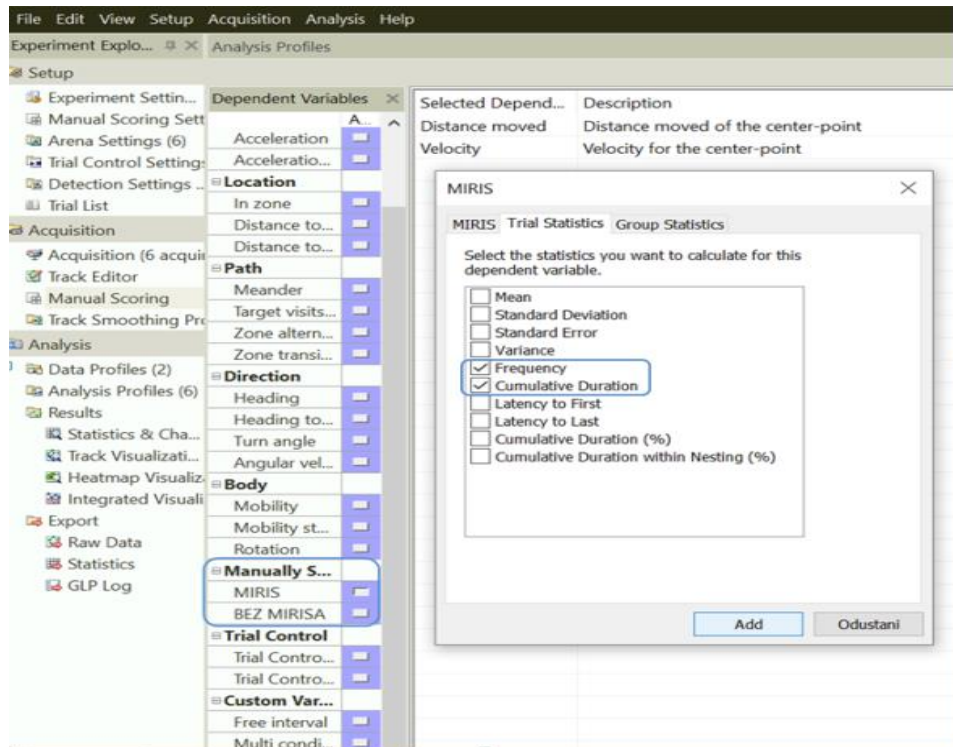 File Edit View Setup Acquisition Analysis Help
Experiment Explo...
Analysis Profiles
Setup
Experiment Settin...
Manual Scoring Sett
Arena Settings (6)
Trial Control Settings
Detection Settings ..
Trial List
Acquisition
Acquisition (6 acquii
Track Editor
Manual Scoring
Track Smoothing Pro
Analysis
Data Profiles (2)
Analysis Profiles (6)
Results
Statistics & Cha...
Track Visualizati...
Heatmap Visualiz
Integrated Visuali
Export
Raw Data
Statistics
GLP Log
Dependent Variables
A...
Acceleration
Acceleratio...
Location
In zone
Distance to...
Distance to...
Path
Meander
Target visits...
Zone altern...
Zone transi...
Direction
Heading
Heading to...
Turn angle
Angular vel...
Body
Mobility
Mobility st...
Rotation
Manually S...
MIRIS
BEZ MIRISA
Trial Control
Trial Contro...
Trial Contro...
Custom Var...
Free interval
Multi condi...
Selected Depend... Description
Distance moved Distance moved of the center-point
Velocity Velocity for the center-point
MIRIS
MIRIS Trial Statistics Group Statistics
Select the statistics you want to calculate for this
dependent variable.
Mean
Standard Deviation
Standard Error
Variance
Frequency
Cumulative Duration
Latency to First
Latency to Last
Cumulative Duration (%)
Cumulative Duration within Nesting (%)
Add Odustani